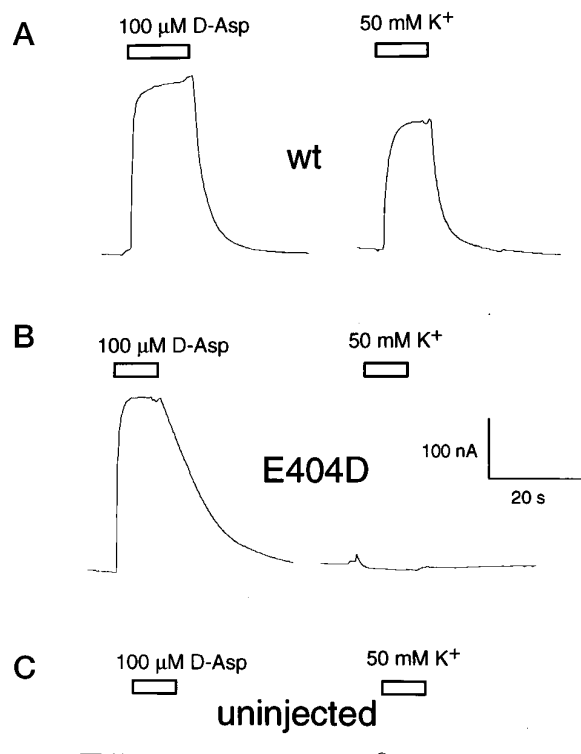 A
100 μM D-Asp
50 mM K⁺
wt
B
100 μM D-Asp
50 mM K⁺
E404D
100 nA
20 s
C
100 μM D-Asp
50 mM K⁺
uninjected